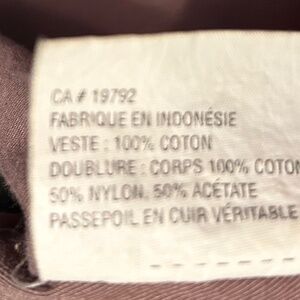 CA # 19792
FABRIQUE EN INDONÉSIE
VESTE : 100% COTON
DOUBLURE : CORPS 100% COTON
50% NYLON, 50% ACÉTATE
PASSEPOIL EN CUIR VÉRITABLE